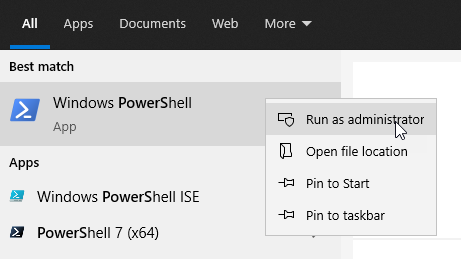 All Apps Documents Web More
Best match
Windows PowerShell
App
Run as administrator
Open file location
Pin to Start
Pin to taskbar
Apps
Windows PowerShell ISE
PowerShell 7 (x64)